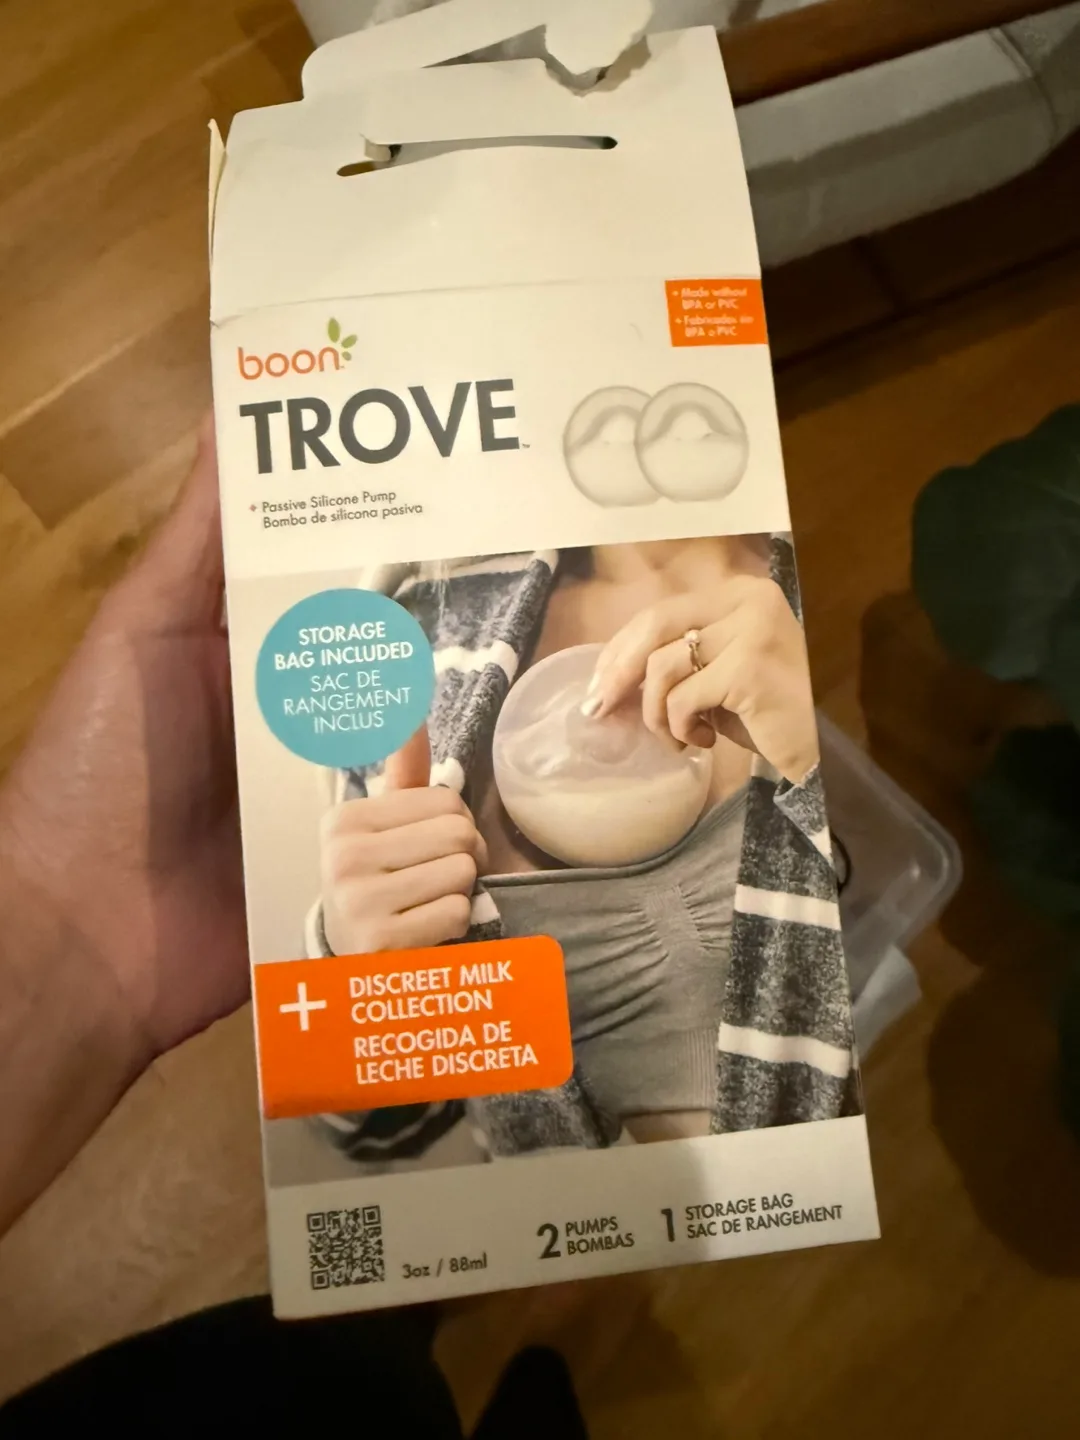 • Made without
BPA or PVC
• Fabricados sin
BPA o PVC
boon™
TROVE™
• Passive Silicone Pump
Bomba de silicona pasiva
STORAGE
BAG INCLUDED
SAC DE
RANGEMENT
INCLUS
+ DISCREET MILK
COLLECTION
RECOGIDA DE
LECHE DISCRETA
3oz / 88ml
2 PUMPS
BOMBAS
1 STORAGE BAG
SAC DE RANGEMENT